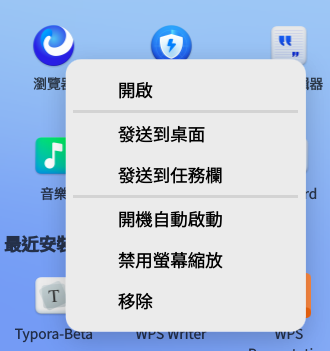 瀏覽器
開啟
發送到桌面
發送到任務欄
音樂
開機自動啟動
最近安裝
禁用螢幕縮放
移除
Typora-Beta
WPS Writer
WPS